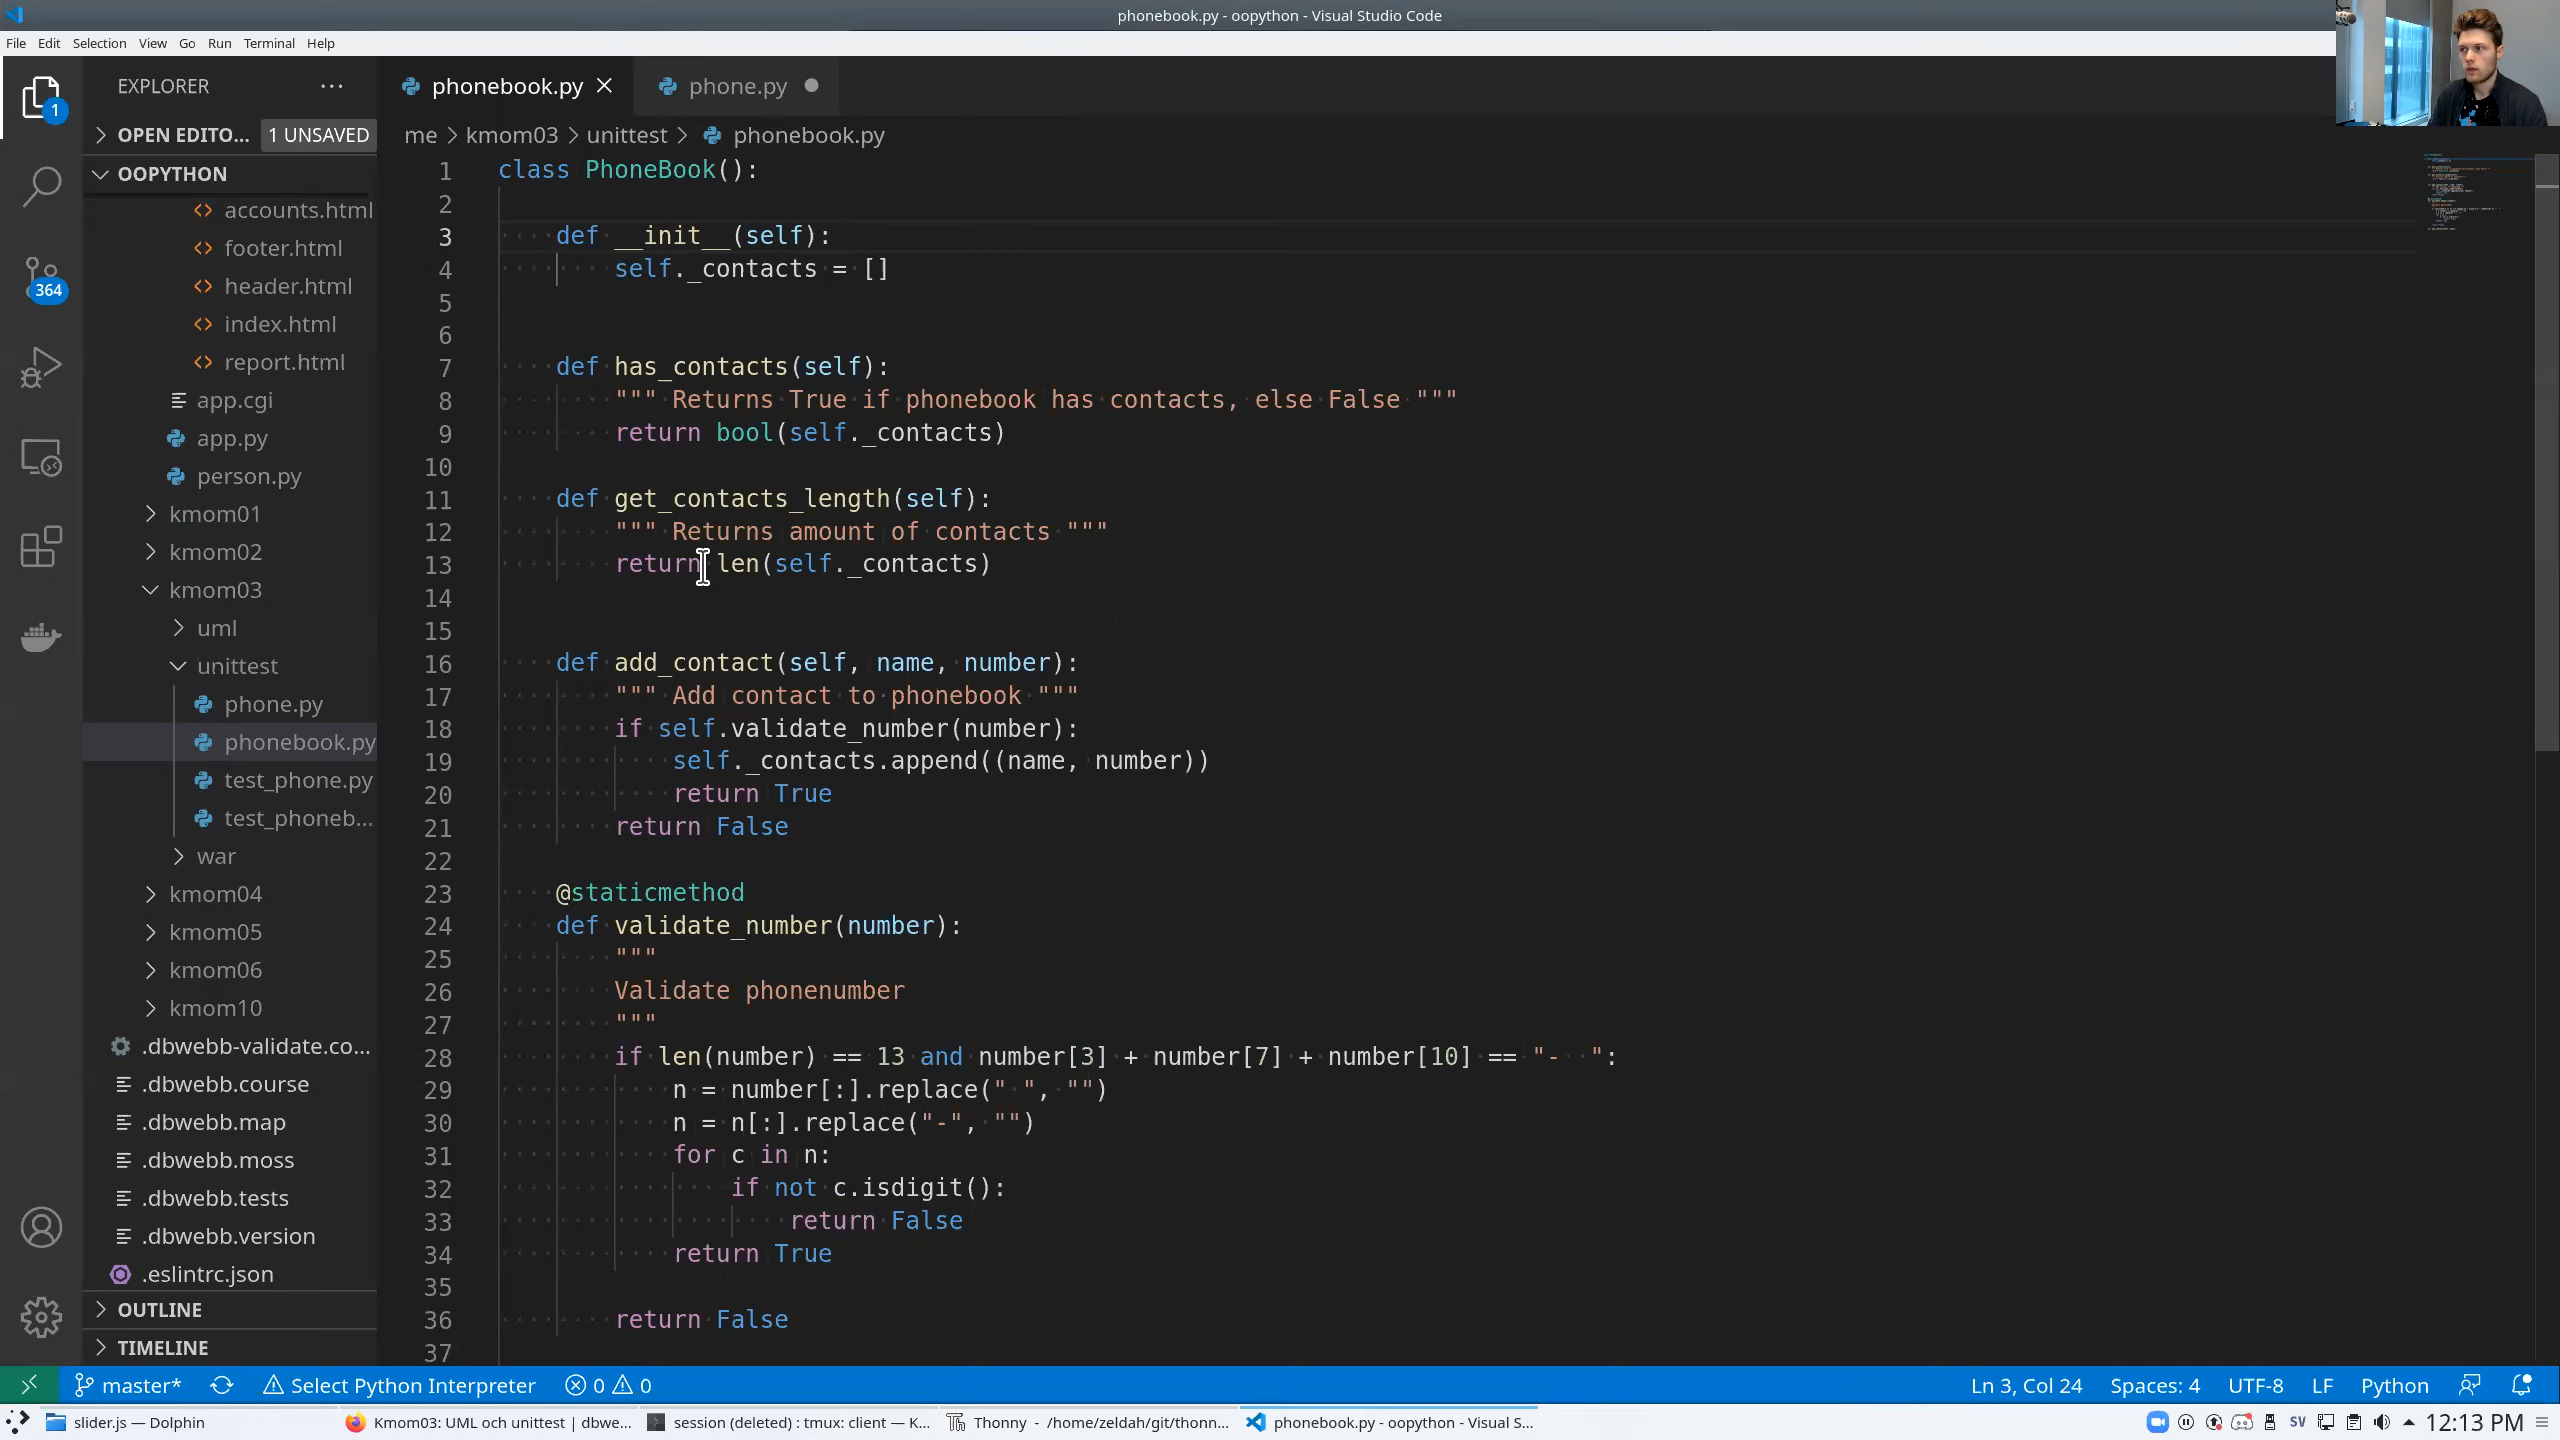 phonebook.py - oopython - Visual Studio Code
File Edit Selection View Go Run Terminal Help
EXPLORER ···
phonebook.py
phone.py
1
OPEN EDITO... 1 UNSAVED
me > kmom03 > unittest > phonebook.py
OOPYTHON
accounts.html
footer.html
header.html
index.html
report.html
app.cgi
app.py
person.py
kmom01
kmom02
kmom03
uml
unittest
phone.py
phonebook.py
test_phone.py
test_phoneb...
war
kmom04
kmom05
kmom06
kmom10
.dbwebb-validate.co...
.dbwebb.course
.dbwebb.map
.dbwebb.moss
.dbwebb.tests
.dbwebb.version
.eslintrc.json
OUTLINE
TIMELINE
364
1 class PhoneBook():
2
3 def __init__(self):
4 self._contacts = []
5
6
7 def has_contacts(self):
8 """ Returns True if phonebook has contacts, else False """
9 return bool(self._contacts)
10
11 def get_contacts_length(self):
12 """ Returns amount of contacts """
13 return len(self._contacts)
14
15
16 def add_contact(self, name, number):
17 """ Add contact to phonebook """
18 if self.validate_number(number):
19 self._contacts.append((name, number))
20 return True
21 return False
22
23 @staticmethod
24 def validate_number(number):
25 """
26 Validate phonenumber
27 """
28 if len(number) == 13 and number[3] + number[7] + number[10] == "-  ":
29 n = number[:].replace(" ", "")
30 n = n[:].replace("-", "")
31 for c in n:
32 if not c.isdigit():
33 return False
34 return True
35
36 return False
37
master* Select Python Interpreter 0 0 Ln 3, Col 24 Spaces: 4 UTF-8 LF Python
slider.js — Dolphin Kmom03: UML och unittest | dbwe... session (deleted) : tmux: client — K... Thonny - /home/zeldah/git/thonn... phonebook.py - oopython - Visual S... SV 12:13 PM